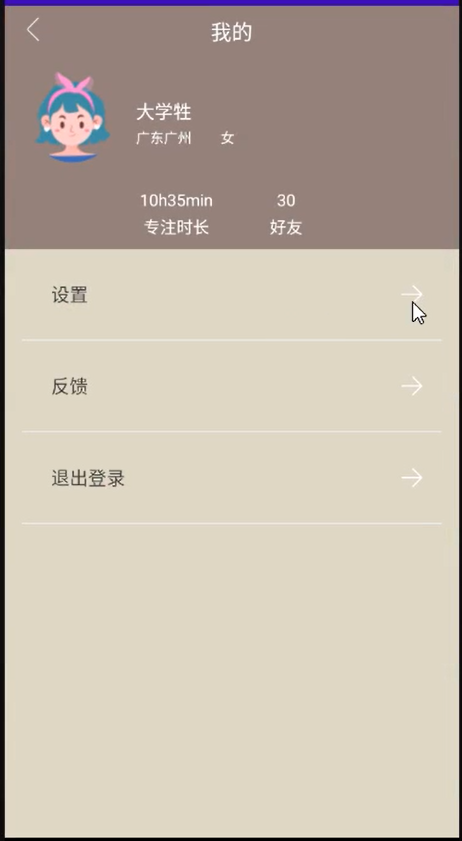 我的
大学牲
广东广州 女
10h35min 30
专注时长 好友
设置
反馈
退出登录